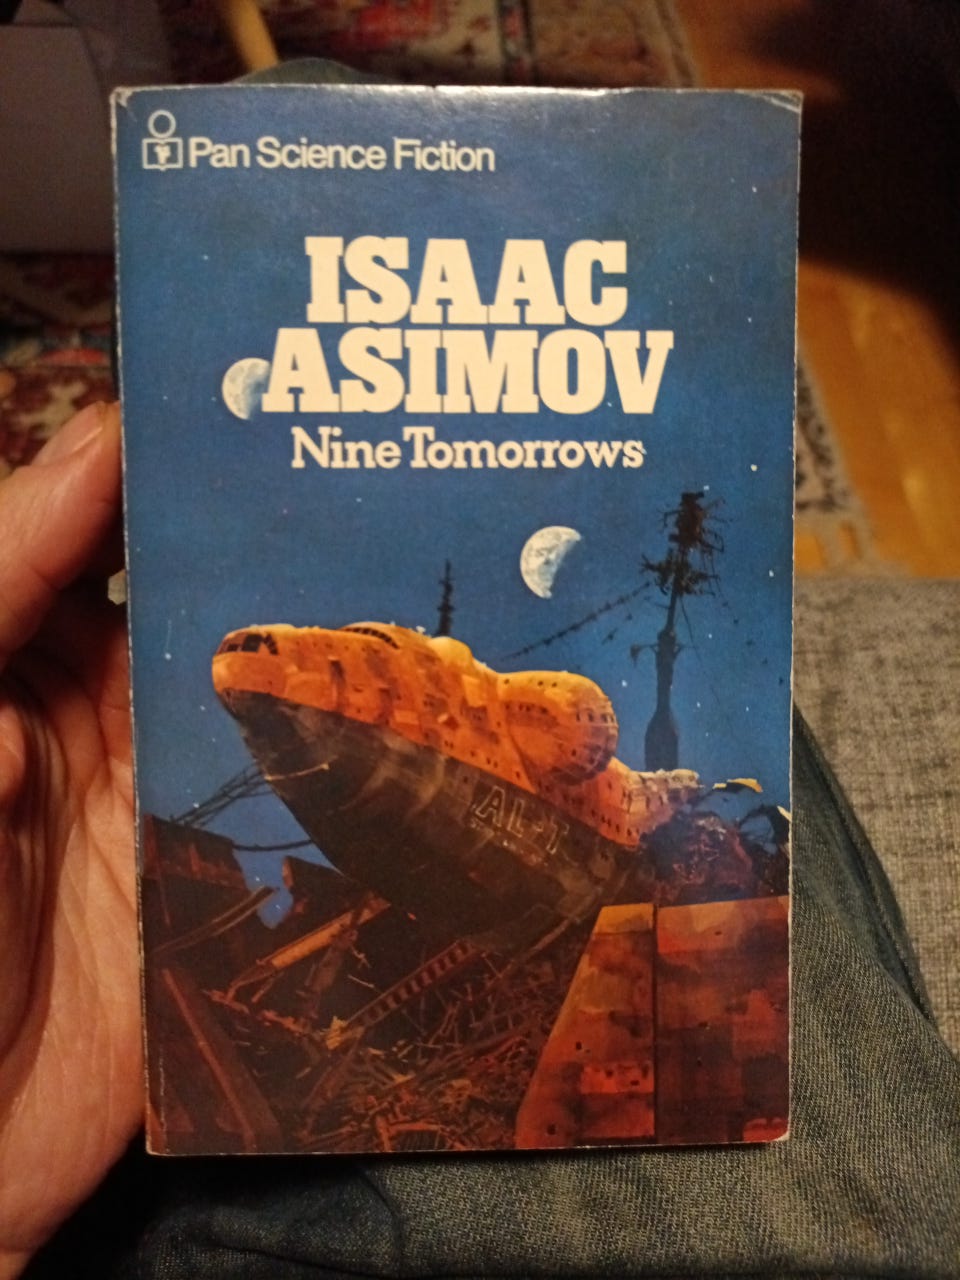 Pan Science Fiction
ISAAC
ASIMOV
Nine Tomorrows